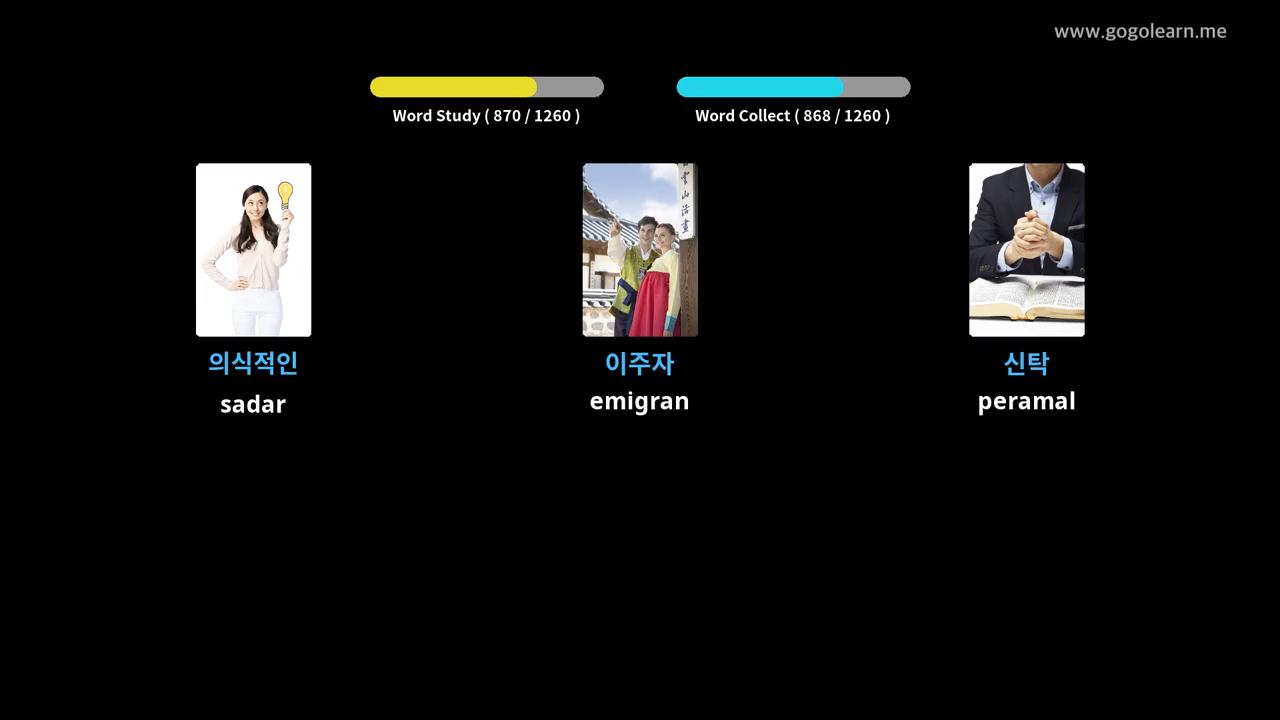 www.gogolearn.me
Word Study ( 870 / 1260 )
Word Collect ( 868 / 1260 )
의식적인
sadar
이주자
emigran
신탁
peramal